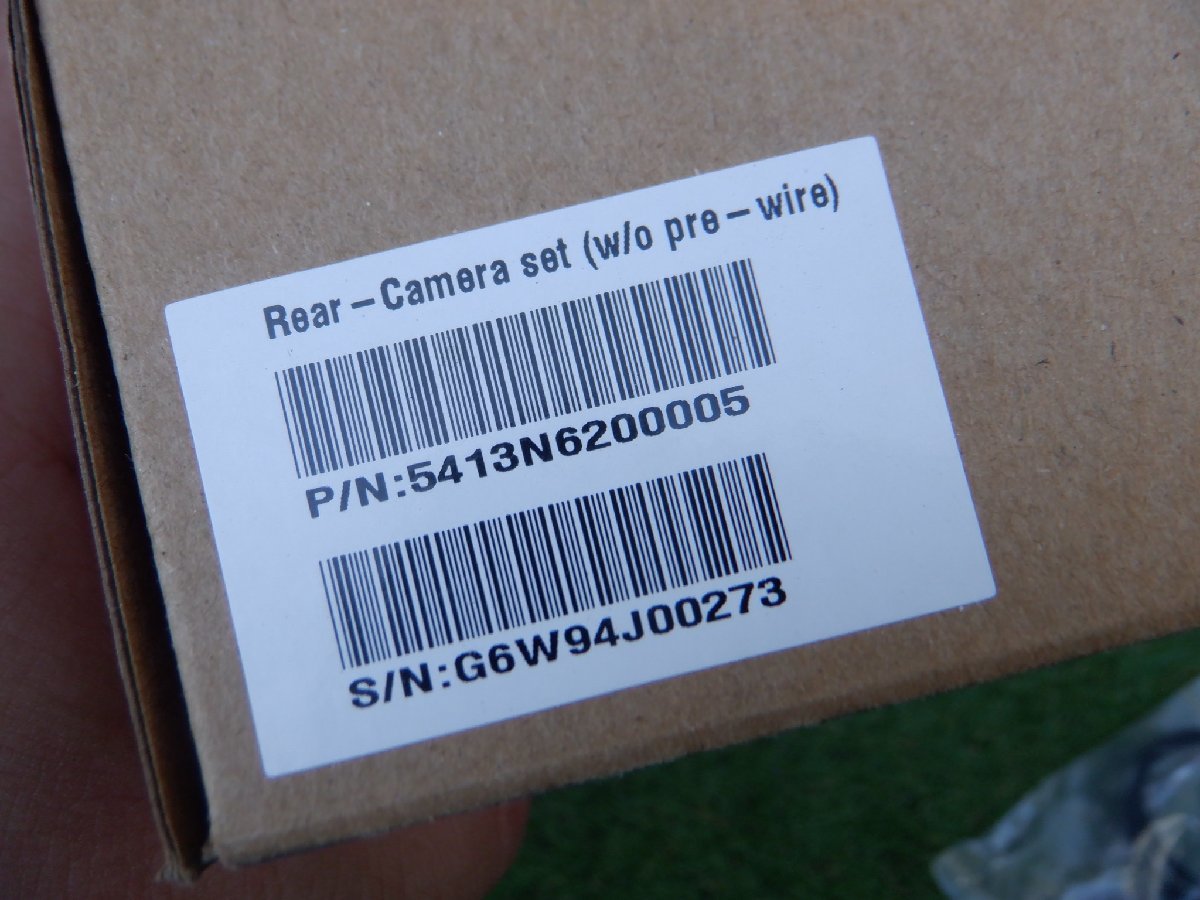 Rear-Camera set (w/o pre-wire)
P/N:5413N6200005
S/N:G6W94J00273